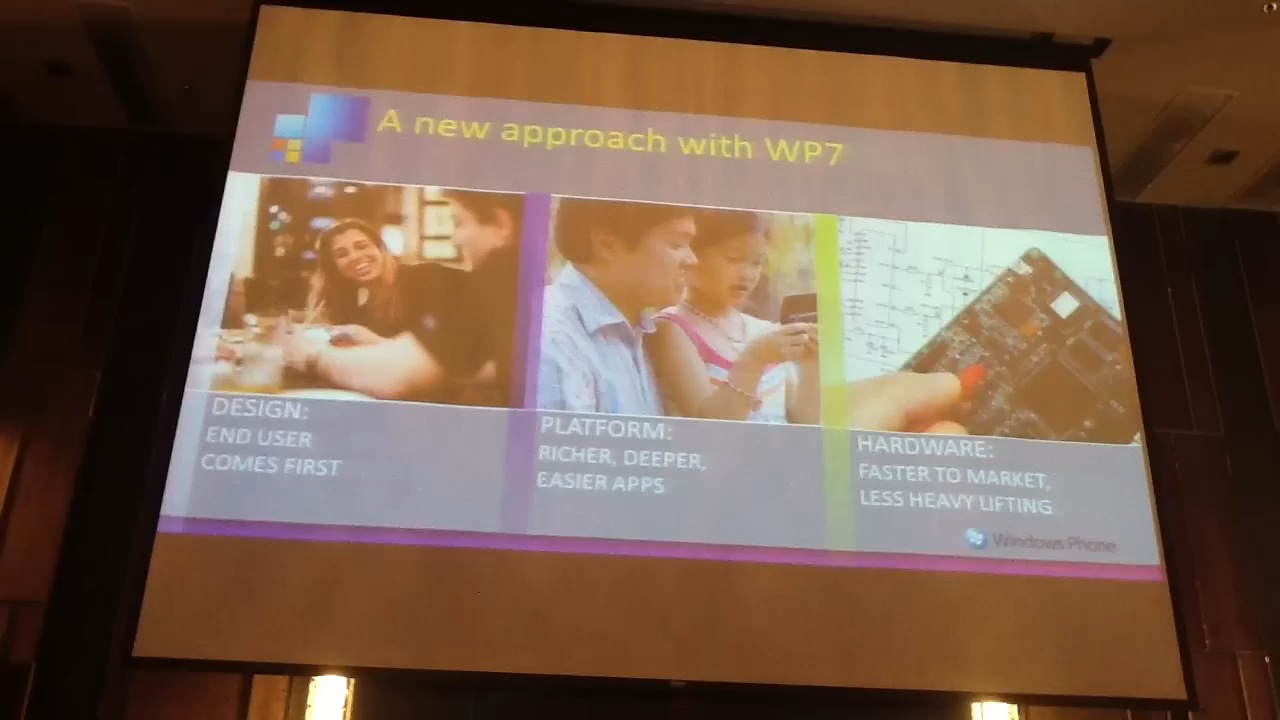 A new approach with WP7
DESIGN:
END USER
COMES FIRST
PLATFORM:
RICHER, DEEPER,
EASIER APPS
HARDWARE:
FASTER TO MARKET,
LESS HEAVY LIFTING
Windows Phone